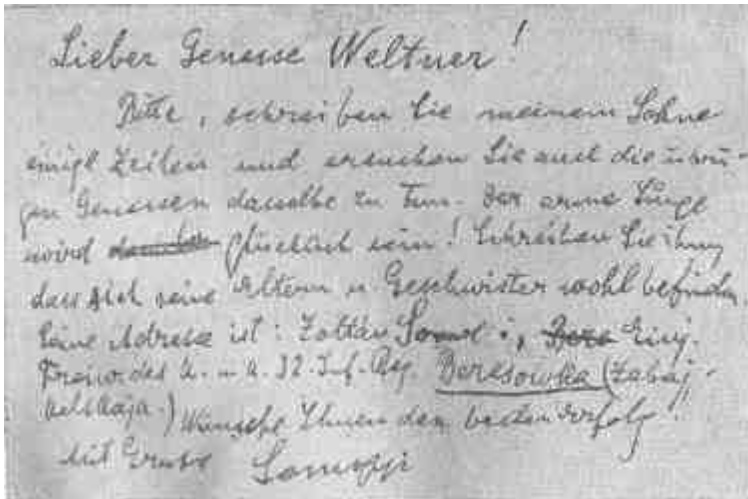 Lieber Genosse Weltner!
Bitte, schreiben Sie meinem Sohne
einige Zeilen und ersuchen Sie auch die übri-
gen Genossen dasselbe zu tun. Der arme Junge
wird glücklich sein! Schreiben Sie ihm
dass sich seine Eltern u Geschwister wohl befinden
Seine Adresse ist: Zoltán Einj.
Freiw. des k. u. k. 32. Inf. Reg. Beresowka (Zabaj-
kalskaja.) Wünsche Ihnen den besten Erfolg!
Mit Gruss